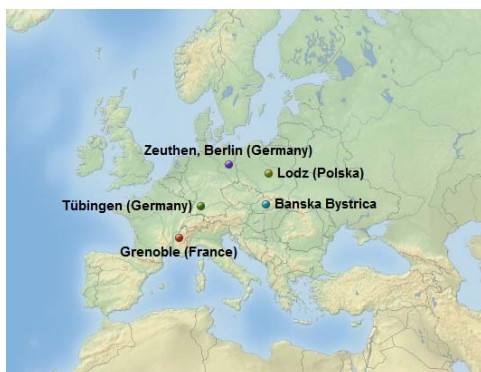 Zeuthen, Berlin (Germany)
Lodz (Polska)
Tübingen (Germany)
Banska Bystrica
Grenoble (France)